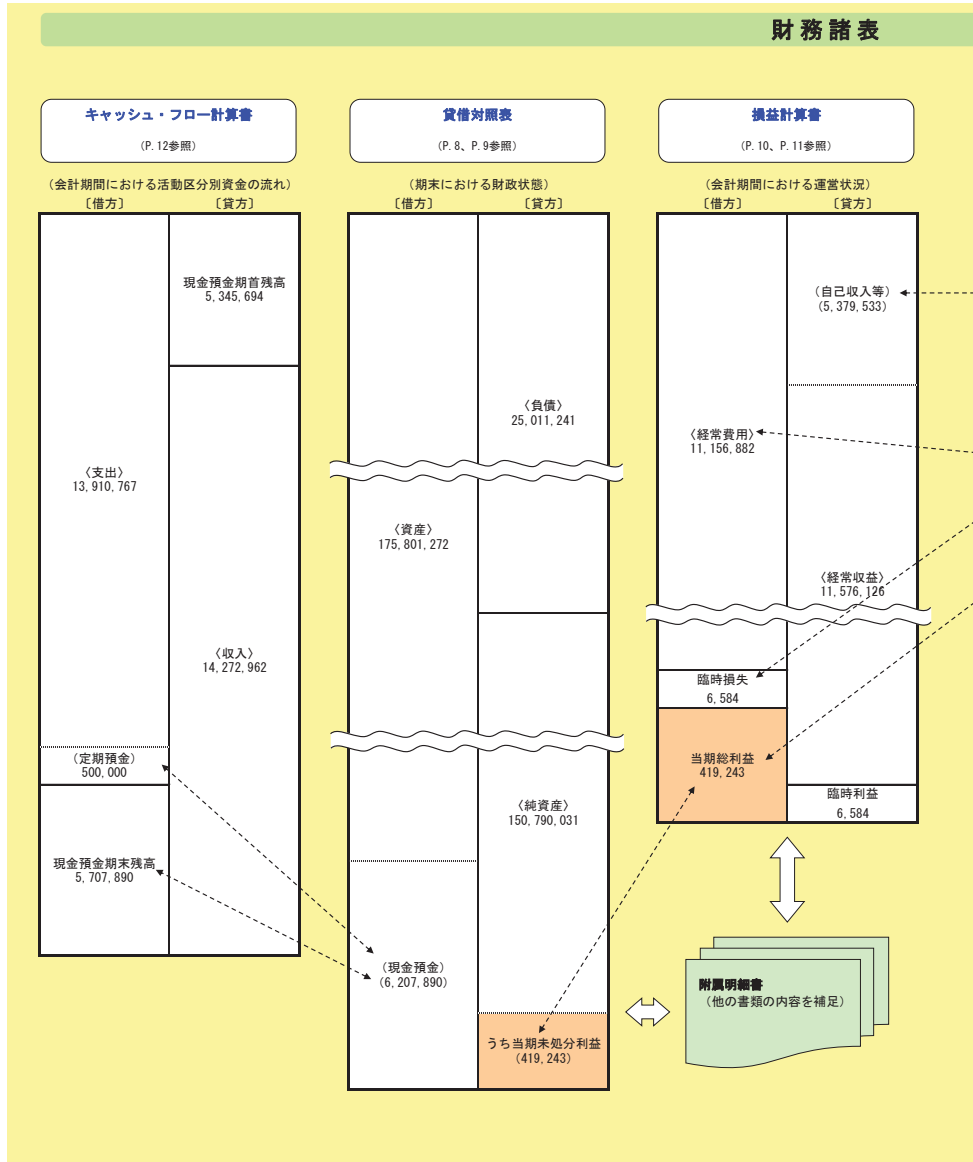 財務諸表
キャッシュ・フロー計算書
(P.12参照)
(会計期間における活動区分別資金の流れ)
〔借方〕 〔貸方〕
現金預金期首残高
5,345,694
〈支出〉
13,910,767
〈収入〉
14,272,962
(定期預金)
500,000
現金預金期末残高
5,707,890
貸借対照表
(P.8、P.9参照)
(期末における財政状態)
〔借方〕 〔貸方〕
〈負債〉
25,011,241
〈資産〉
175,801,272
〈純資産〉
150,790,031
(現金預金)
(6,207,890)
うち当期未処分利益
(419,243)
損益計算書
(P.10、P.11参照)
(会計期間における運営状況)
〔借方〕 〔貸方〕
(自己収入等)
(5,379,533)
〈経常費用〉
11,156,882
〈経常収益〉
11,576,126
臨時損失
6,584
当期総利益
419,243
臨時利益
6,584
附属明細書
(他の書類の内容を補足)